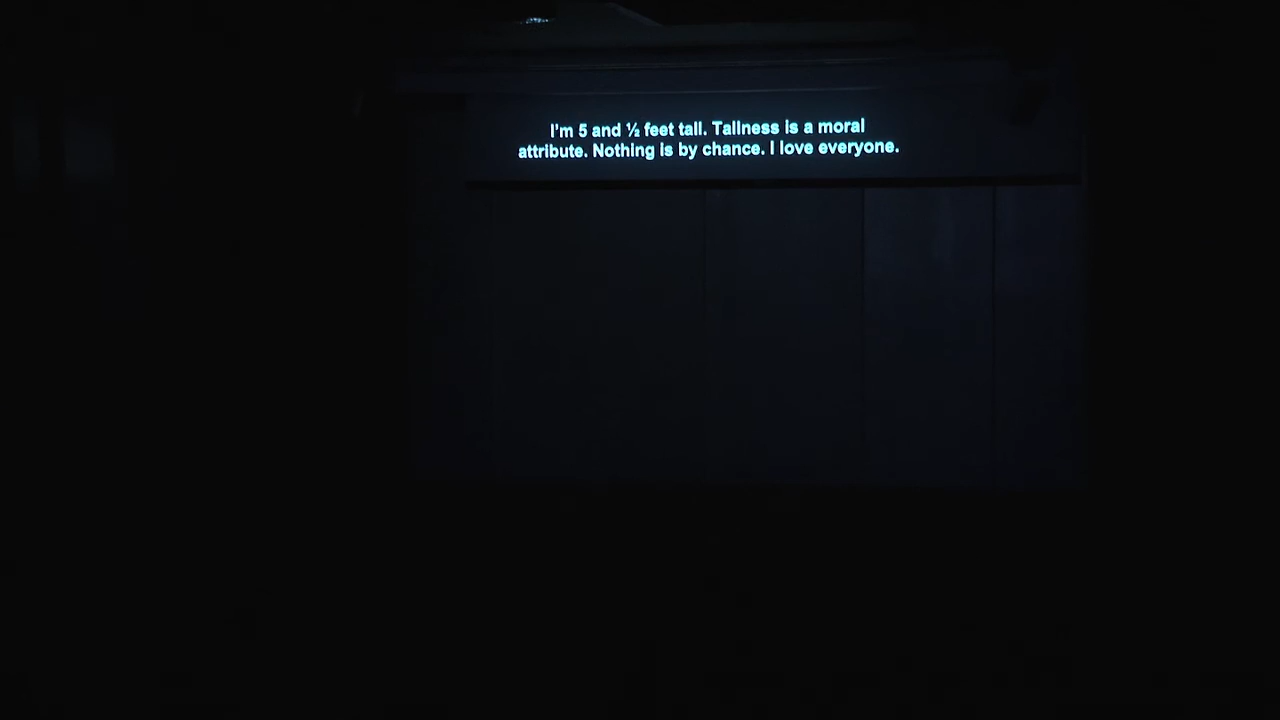 I'm 5 and ½ feet tall. Tallness is a moral
attribute. Nothing is by chance. I love everyone.